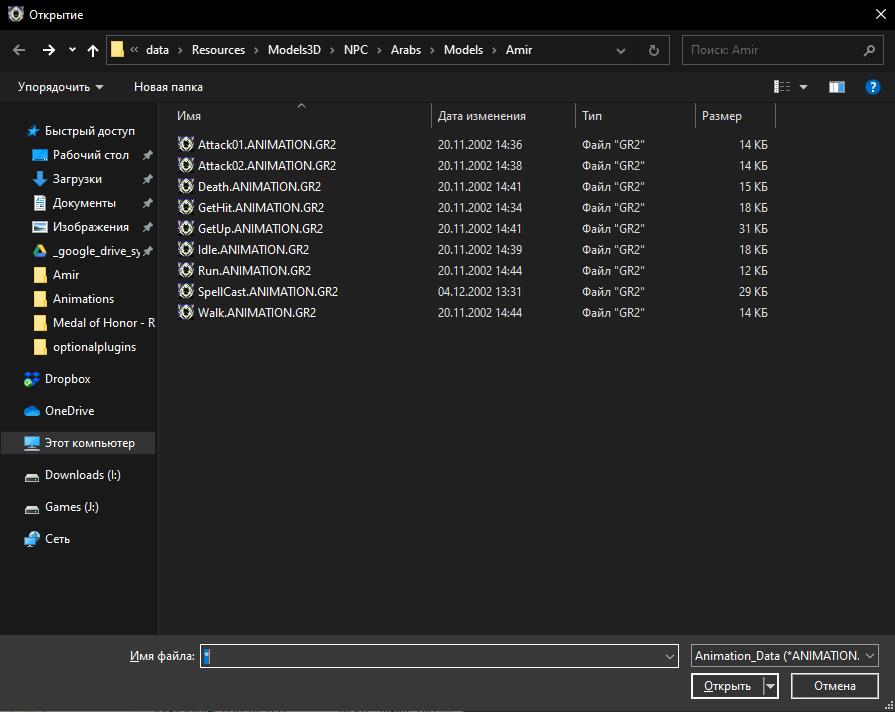 Открытие
« data › Resources › Models3D › NPC › Arabs › Models › Amir
Поиск: Amir
Упорядочить
Новая папка
Имя Дата изменения Тип Размер
Быстрый доступ
Рабочий стол
Загрузки
Документы
Изображения
_google_drive_sy
Amir
Animations
Medal of Honor - R
optionalplugins
Dropbox
OneDrive
Этот компьютер
Downloads (I:)
Games (J:)
Сеть
Attack01.ANIMATION.GR2 20.11.2002 14:36 Файл "GR2" 14 КБ
Attack02.ANIMATION.GR2 20.11.2002 14:38 Файл "GR2" 14 КБ
Death.ANIMATION.GR2 20.11.2002 14:41 Файл "GR2" 15 КБ
GetHit.ANIMATION.GR2 20.11.2002 14:34 Файл "GR2" 18 КБ
GetUp.ANIMATION.GR2 20.11.2002 14:41 Файл "GR2" 31 КБ
Idle.ANIMATION.GR2 20.11.2002 14:39 Файл "GR2" 18 КБ
Run.ANIMATION.GR2 20.11.2002 14:44 Файл "GR2" 12 КБ
SpellCast.ANIMATION.GR2 04.12.2002 13:31 Файл "GR2" 29 КБ
Walk.ANIMATION.GR2 20.11.2002 14:44 Файл "GR2" 14 КБ
Имя файла: *
Animation_Data (*ANIMATION.
Открыть
Отмена